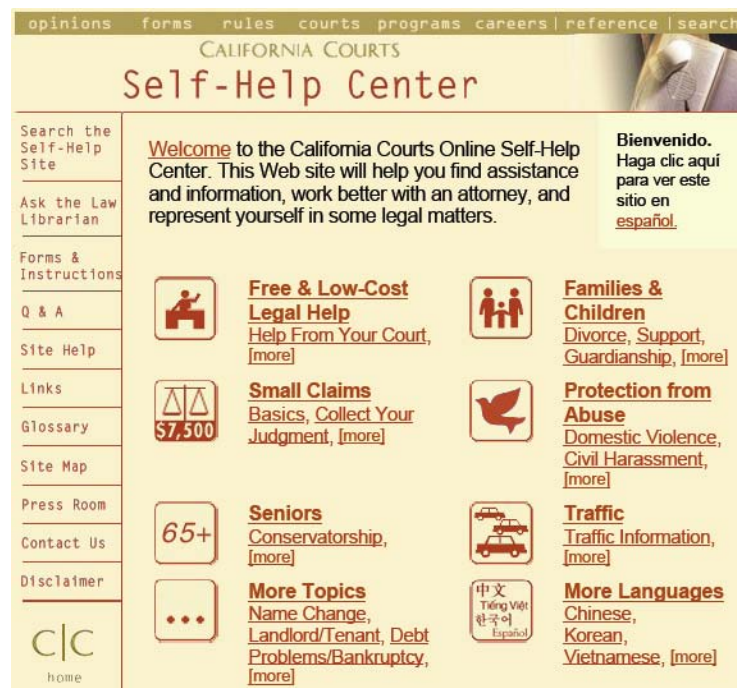 opinions forms rules courts programs careers | reference | search
CALIFORNIA COURTS
Self-Help Center
Search the
Self-Help
Site
Ask the Law
Librarian
Forms &
Instructions
Q & A
Site Help
Links
Glossary
Site Map
Press Room
Contact Us
Disclaimer
C|C
home
Welcome to the California Courts Online Self-Help
Center. This Web site will help you find assistance
and information, work better with an attorney, and
represent yourself in some legal matters.
Bienvenido.
Haga clic aquí
para ver este
sitio en
español.
Free & Low-Cost
Legal Help
Help From Your Court,
[more]
Families &
Children
Divorce, Support,
Guardianship, [more]
$7,500
Small Claims
Basics, Collect Your
Judgment, [more]
Protection from
Abuse
Domestic Violence,
Civil Harassment,
[more]
65+
Seniors
Conservatorship,
[more]
Traffic
Traffic Information,
[more]
More Topics
Name Change,
Landlord/Tenant, Debt
Problems/Bankruptcy,
[more]
中文
Tiếng Việt
한국어
Español
More Languages
Chinese,
Korean,
Vietnamese, [more]